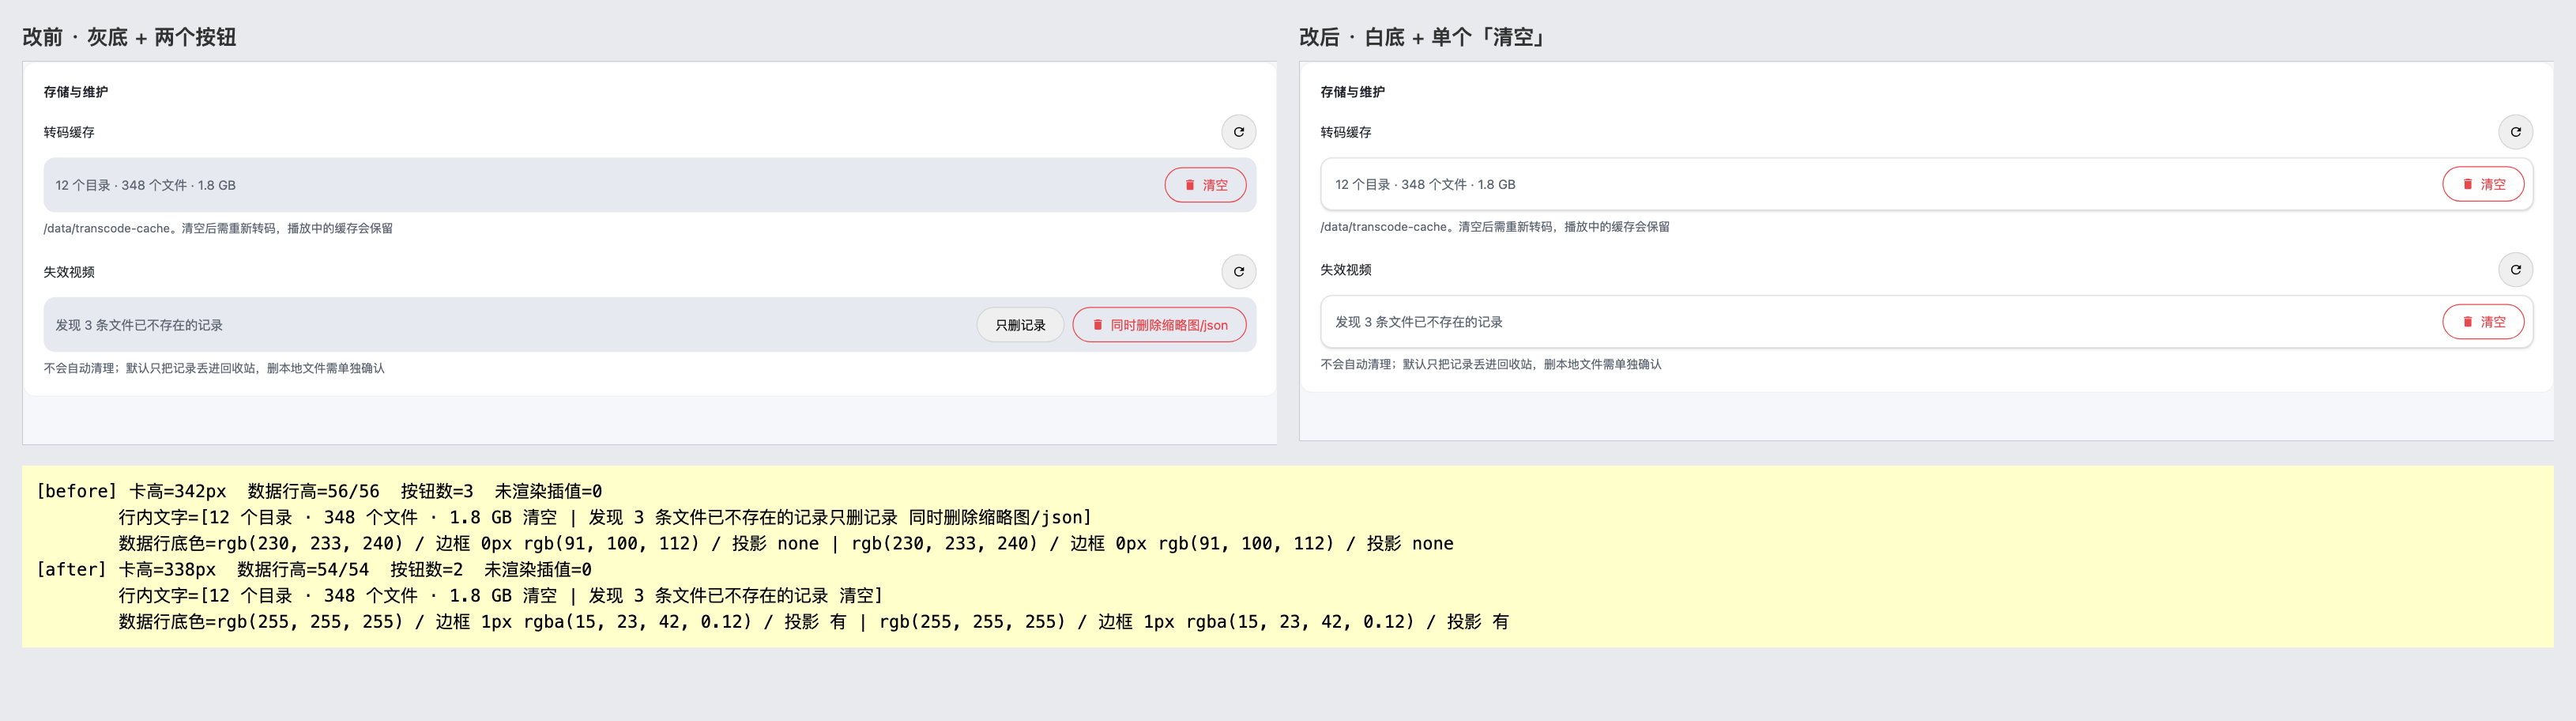 改前 · 灰底 + 两个按钮
存储与维护
转码缓存
12 个目录 · 348 个文件 · 1.8 GB
清空
/data/transcode-cache。清空后需重新转码，播放中的缓存会保留
失效视频
发现 3 条文件已不存在的记录
只删记录
同时删除缩略图/json
不会自动清理；默认只把记录丢进回收站，删本地文件需单独确认
改后 · 白底 + 单个「清空」
存储与维护
转码缓存
12 个目录 · 348 个文件 · 1.8 GB
清空
/data/transcode-cache。清空后需重新转码，播放中的缓存会保留
失效视频
发现 3 条文件已不存在的记录
清空
不会自动清理；默认只把记录丢进回收站，删本地文件需单独确认
[before] 卡高=342px  数据行高=56/56  按钮数=3  未渲染插值=0
行内文字=[12 个目录 · 348 个文件 · 1.8 GB 清空 | 发现 3 条文件已不存在的记录只删记录 同时删除缩略图/json]
数据行底色=rgb(230, 233, 240) / 边框 0px rgb(91, 100, 112) / 投影 none | rgb(230, 233, 240) / 边框 0px rgb(91, 100, 112) / 投影 none
[after] 卡高=338px  数据行高=54/54  按钮数=2  未渲染插值=0
行内文字=[12 个目录 · 348 个文件 · 1.8 GB 清空 | 发现 3 条文件已不存在的记录 清空]
数据行底色=rgb(255, 255, 255) / 边框 1px rgba(15, 23, 42, 0.12) / 投影 有 | rgb(255, 255, 255) / 边框 1px rgba(15, 23, 42, 0.12) / 投影 有